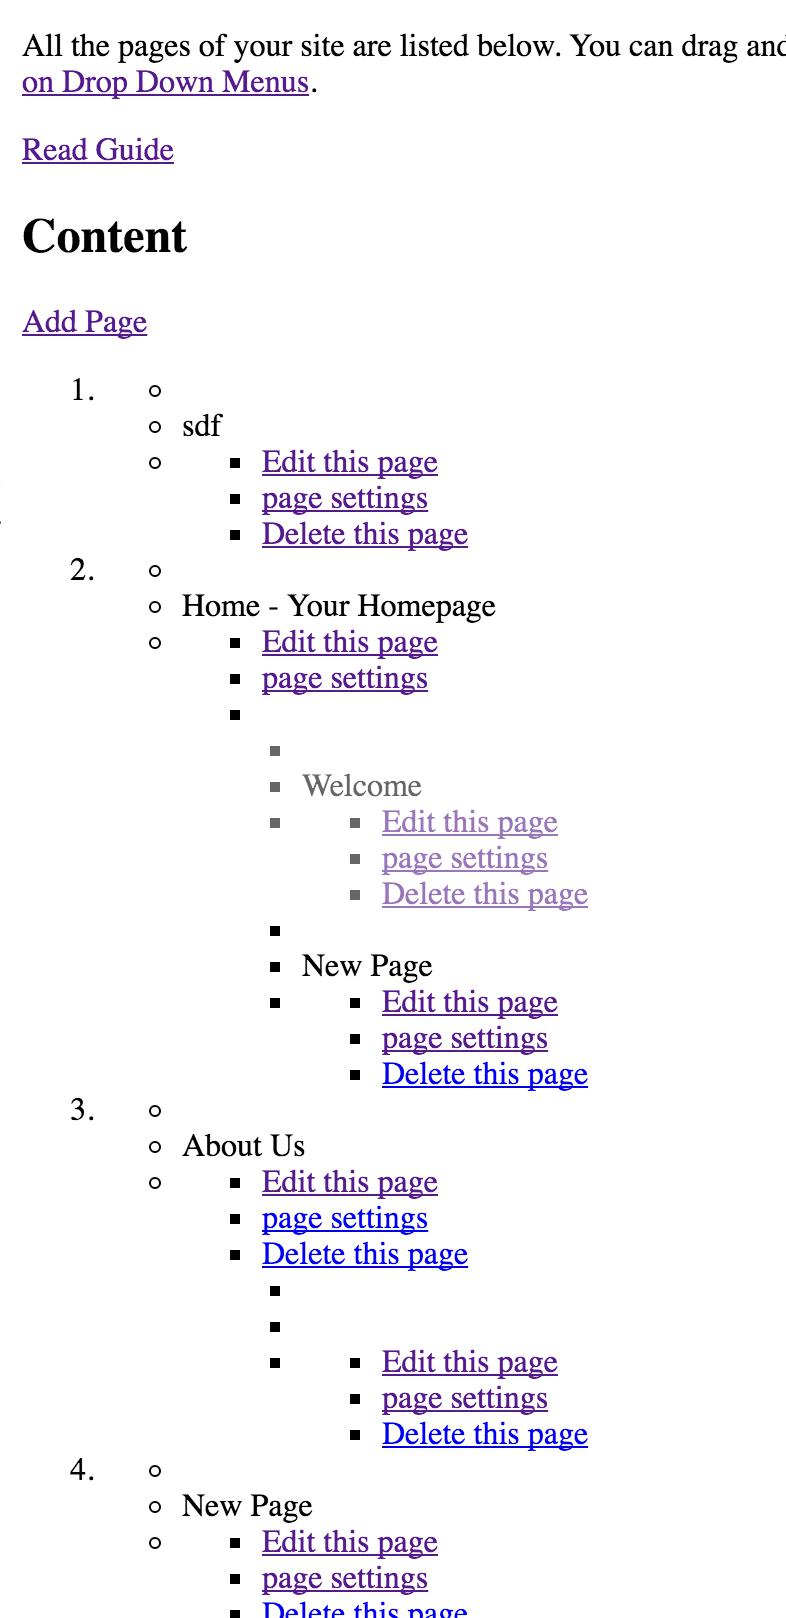 All the pages of your site are listed below. You can drag and
on Drop Down Menus.
Read Guide
Content
Add Page
1.
sdf
Edit this page
page settings
Delete this page
2.
Home - Your Homepage
Edit this page
page settings
Welcome
Edit this page
page settings
Delete this page
New Page
Edit this page
page settings
Delete this page
3.
About Us
Edit this page
page settings
Delete this page
Edit this page
page settings
Delete this page
4.
New Page
Edit this page
page settings
Delete this page